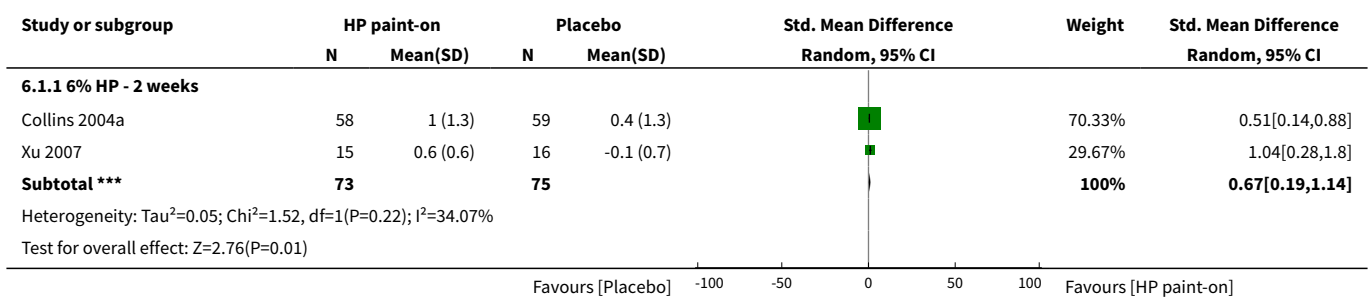 Study or subgroup HP paint-on Placebo Std. Mean Difference Weight Std. Mean Difference
N Mean(SD) N Mean(SD) Random, 95% CI Random, 95% CI
6.1.1 6% HP - 2 weeks
Collins 2004a 58 1 (1.3) 59 0.4 (1.3) 70.33% 0.51[0.14,0.88]
Xu 2007 15 0.6 (0.6) 16 -0.1 (0.7) 29.67% 1.04[0.28,1.8]
Subtotal *** 73 75 100% 0.67[0.19,1.14]
Heterogeneity: Tau²=0.05; Chi²=1.52, df=1(P=0.22); I²=34.07%
Test for overall effect: Z=2.76(P=0.01)
Favours [Placebo] -100 -50 0 50 100 Favours [HP paint-on]